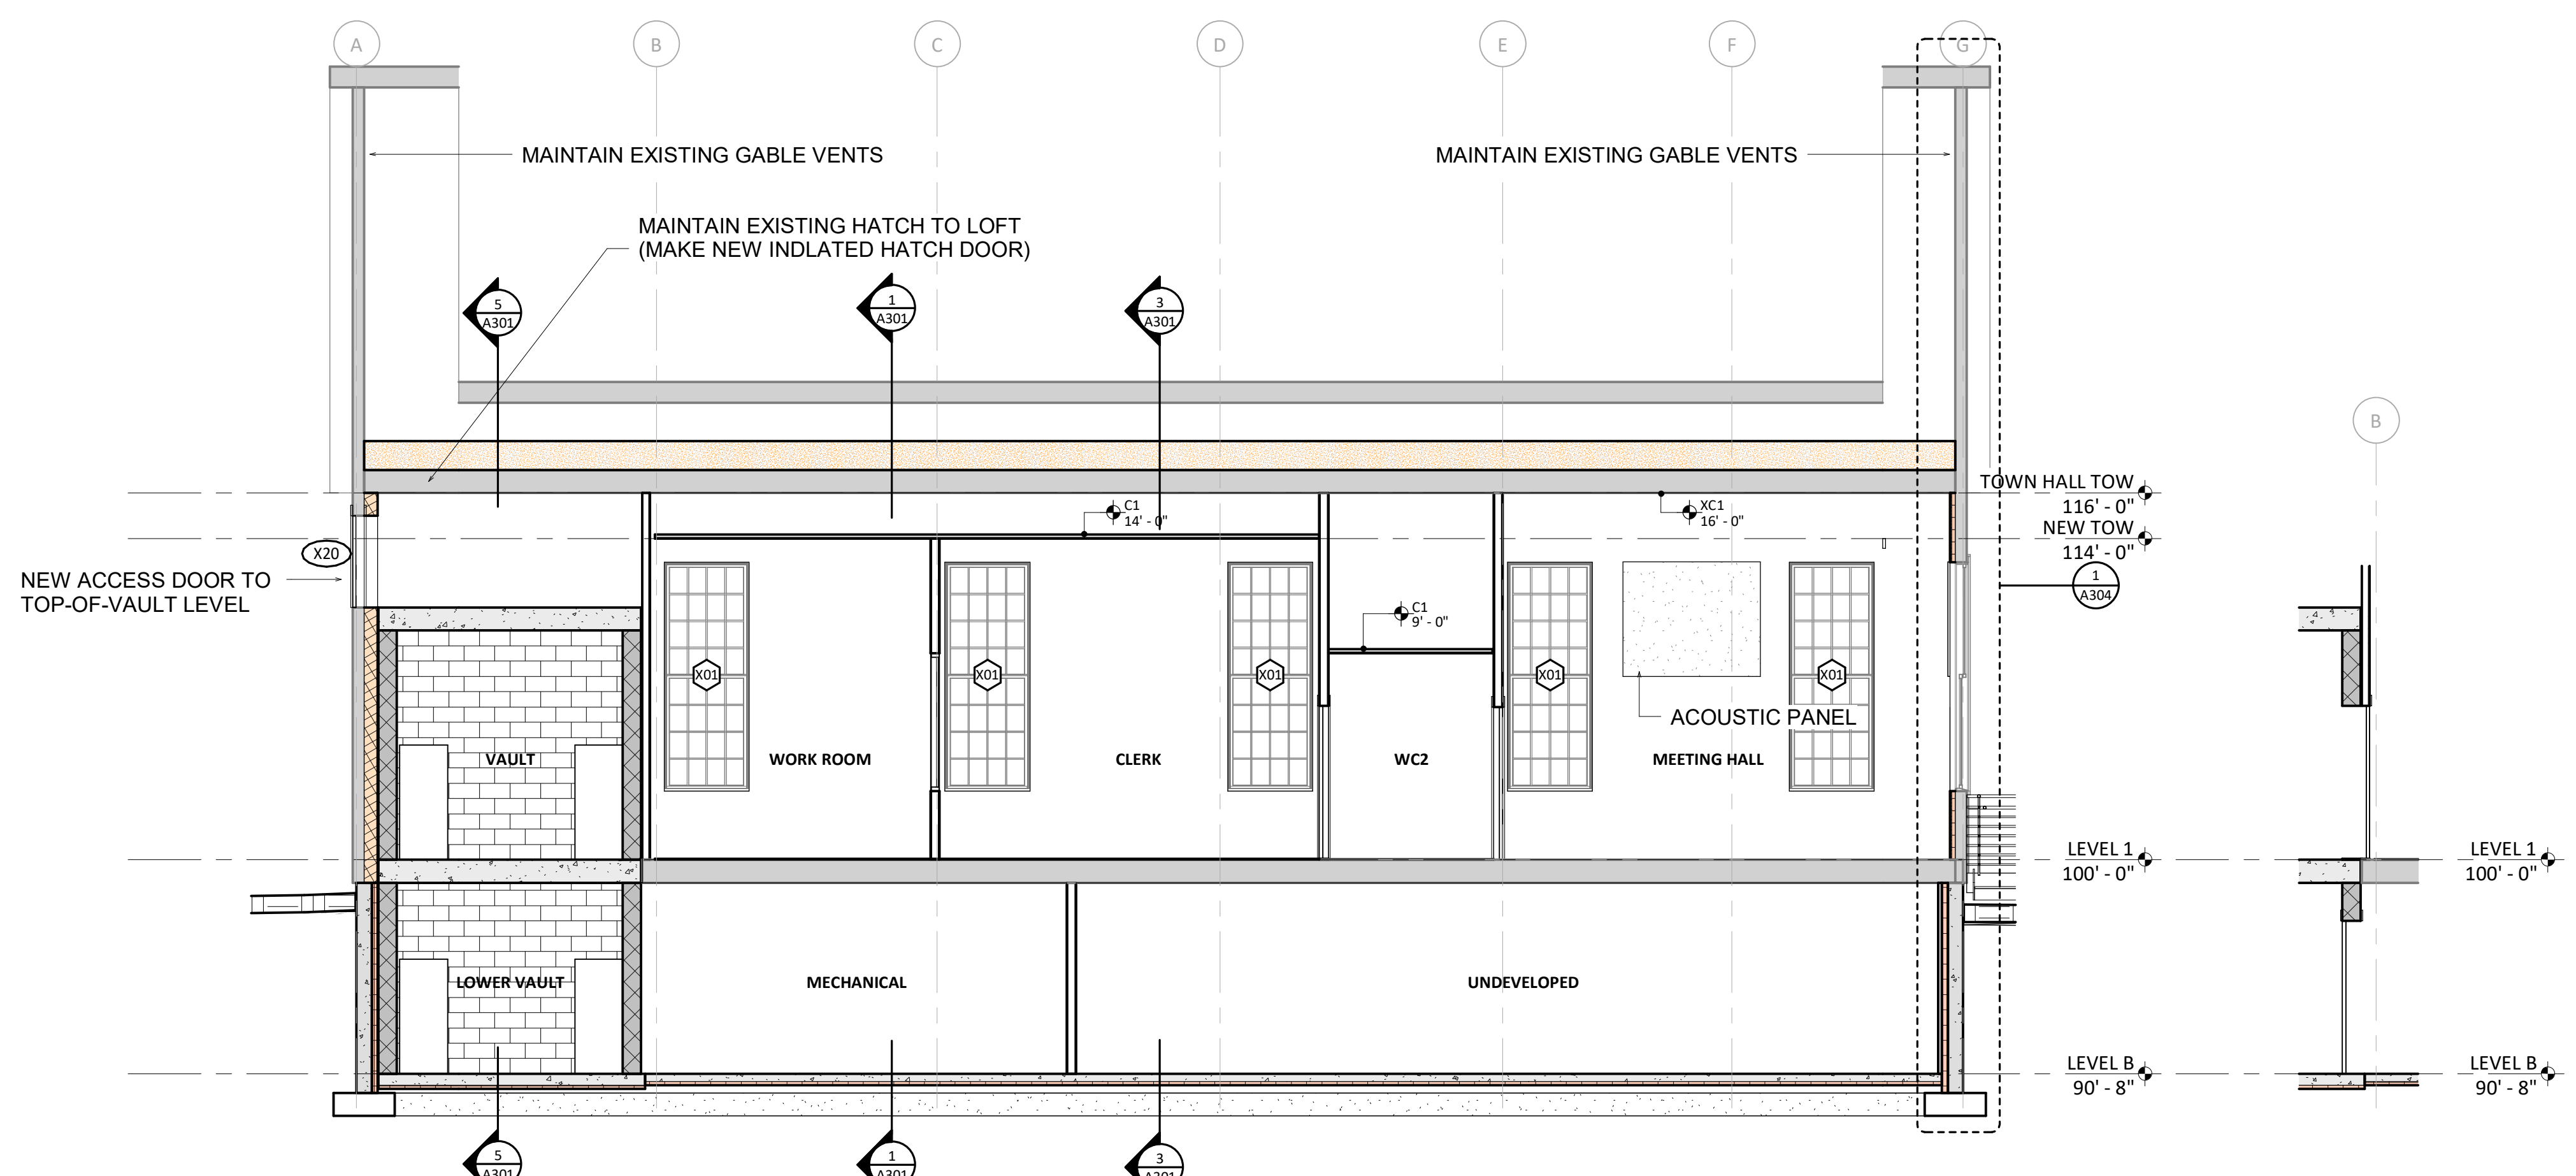 A
B
C
D
E
F
G
MAINTAIN EXISTING GABLE VENTS
MAINTAIN EXISTING GABLE VENTS
MAINTAIN EXISTING HATCH TO LOFT
(MAKE NEW INDLATED HATCH DOOR)
5
A301
1
A301
3
A301
B
TOWN HALL TOW
116' - 0"
C1
14' - 0"
XC1
16' - 0"
NEW TOW
114' - 0"
X20
NEW ACCESS DOOR TO
TOP-OF-VAULT LEVEL
1
A304
C1
9' - 0"
X01
X01
X01
X01
X01
ACOUSTIC PANEL
VAULT
WORK ROOM
CLERK
WC2
MEETING HALL
LEVEL 1
100' - 0"
LEVEL 1
100' - 0"
LOWER VAULT
MECHANICAL
UNDEVELOPED
LEVEL B
90' - 8"
LEVEL B
90' - 8"
5
A301
1
A301
3
A301